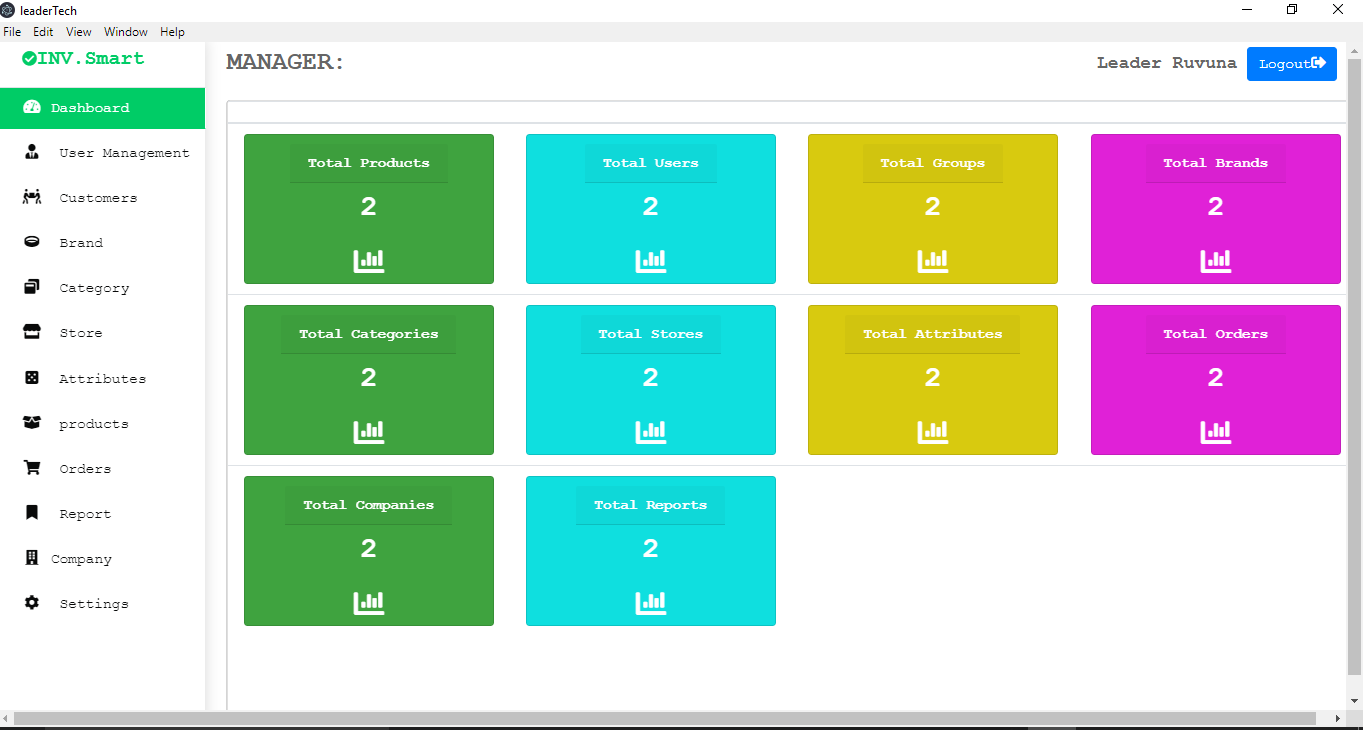 leaderTech
File Edit View Window Help
INV.Smart
MANAGER:
Leader Ruvuna
Logout
Dashboard
User Management
Customers
Brand
Category
Store
Attributes
products
Orders
Report
Company
Settings
Total Products
2
Total Users
2
Total Groups
2
Total Brands
2
Total Categories
2
Total Stores
2
Total Attributes
2
Total Orders
2
Total Companies
2
Total Reports
2